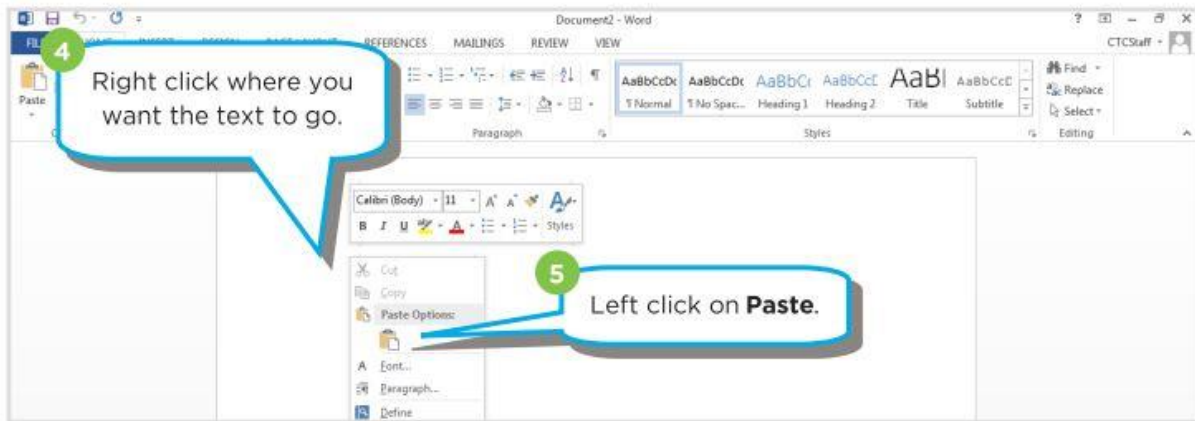 Document2 - Word
?
CTCStaff
REFERENCES MAILINGS REVIEW VIEW
4
Right click where you
want the text to go.
Paste
AaBbCcDc AaBbCcDc AaBbCc AaBbCcC AaB AaBbCcC
¶ Normal ¶ No Spac... Heading 1 Heading 2 Title Subtitle
Find
Replace
Select
Paragraph Styles Editing
Calibri (Body) 11 A A A
B I U A Styles
Cut
Copy
Paste Options:
5
Left click on Paste.
A Font...
Paragraph...
Define